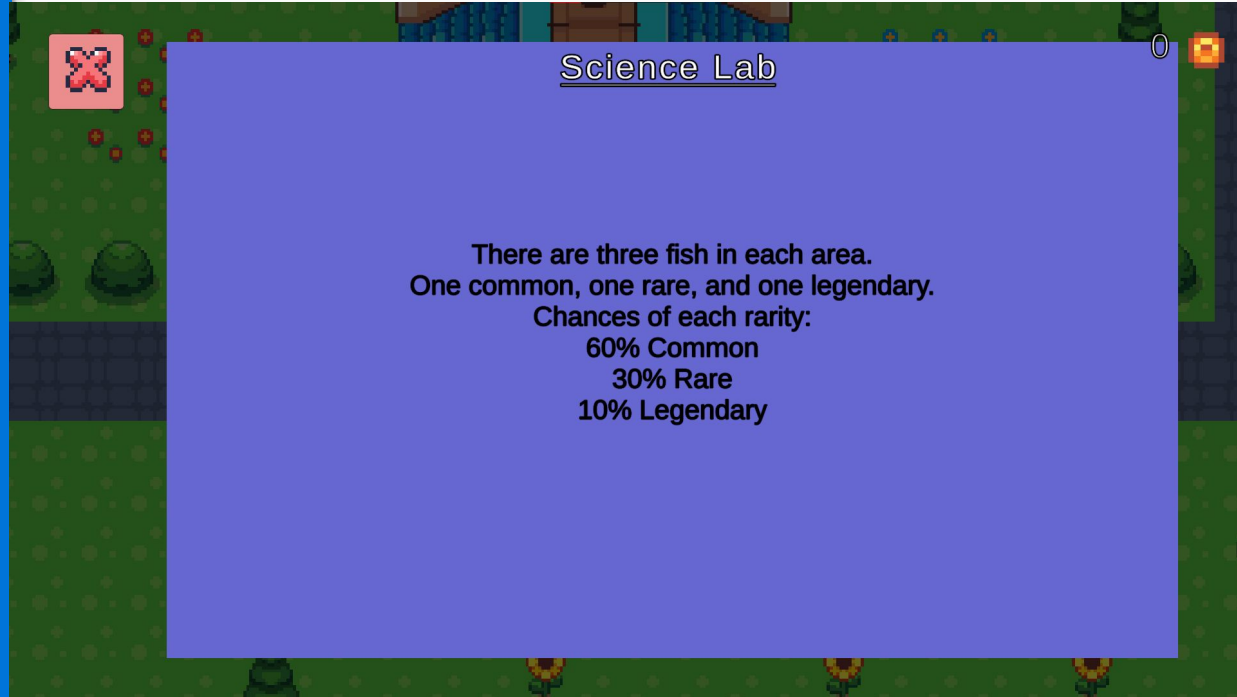 Science Lab
0
There are three fish in each area.
One common, one rare, and one legendary.
Chances of each rarity:
60% Common
30% Rare
10% Legendary